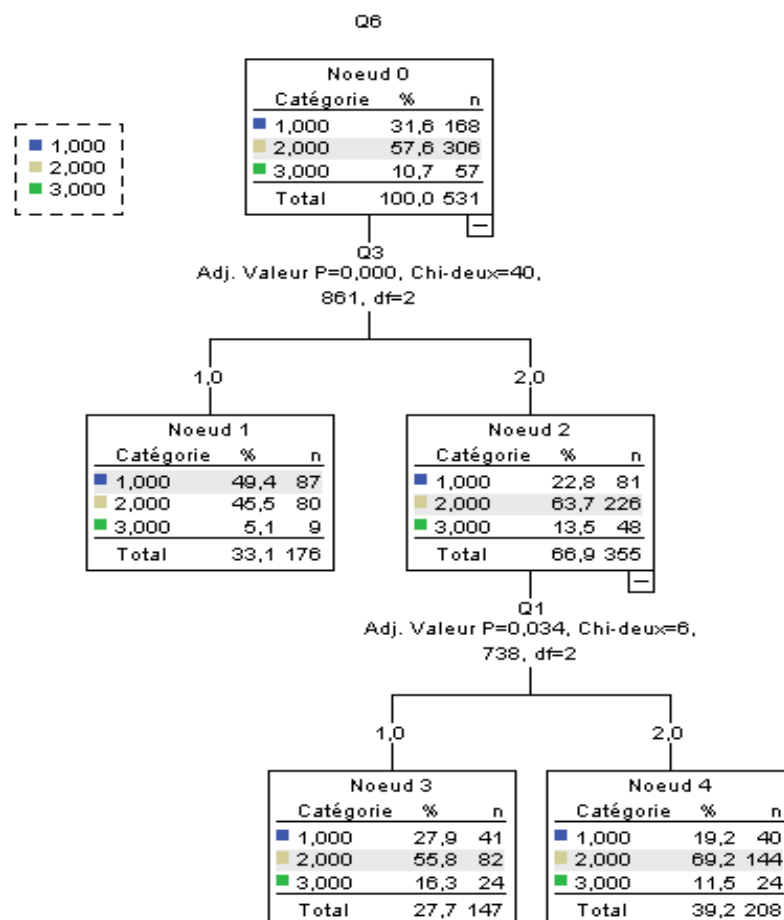 Q6
1,000
2,000
3,000
Noeud 0
Catégorie % n
1,000 31,6 168
2,000 57,6 306
3,000 10,7 57
Total 100,0 531
Q3
Adj. Valeur P=0,000, Chi-deux=40,
861, df=2
1,0 2,0
Noeud 1
Catégorie % n
1,000 49,4 87
2,000 45,5 80
3,000 5,1 9
Total 33,1 176
Noeud 2
Catégorie % n
1,000 22,8 81
2,000 63,7 226
3,000 13,5 48
Total 66,9 355
Q1
Adj. Valeur P=0,034, Chi-deux=6,
738, df=2
1,0 2,0
Noeud 3
Catégorie % n
1,000 27,9 41
2,000 55,8 82
3,000 16,3 24
Total 27,7 147
Noeud 4
Catégorie % n
1,000 19,2 40
2,000 69,2 144
3,000 11,5 24
Total 39,2 208